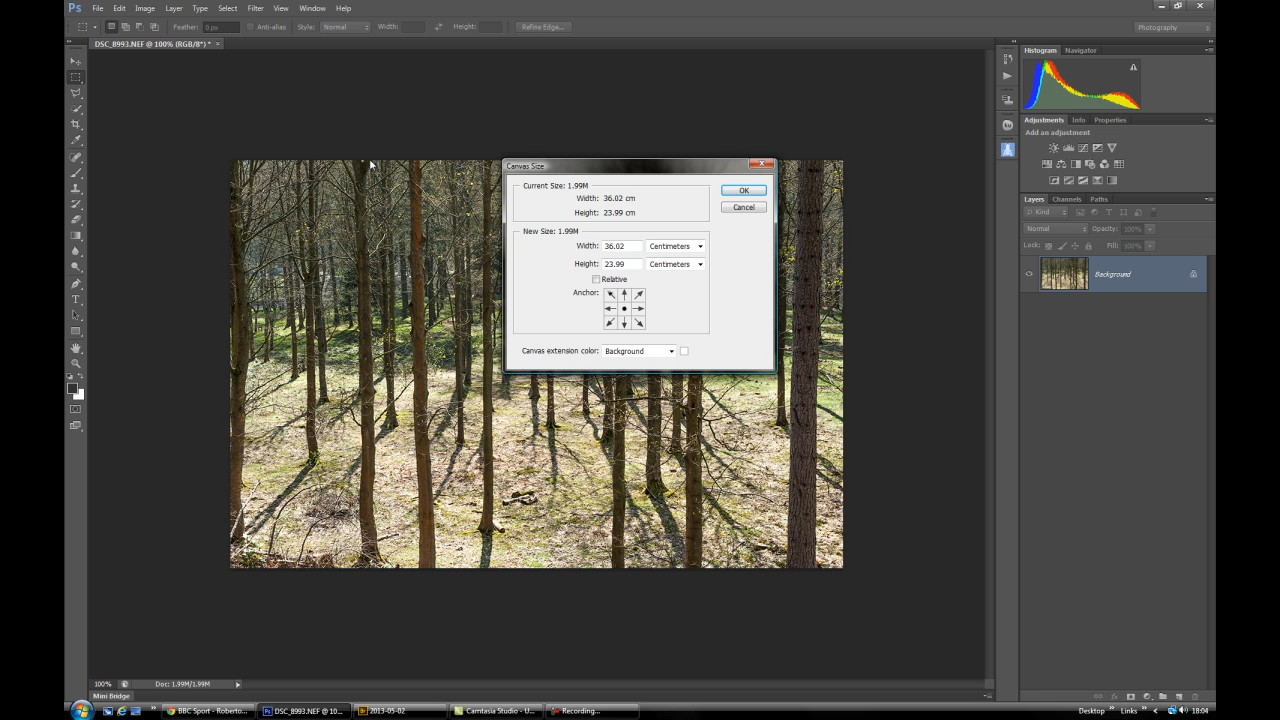 Ps File Edit Image Layer Type Select Filter View Window Help
Feather: 0 px Anti-alias Style: Normal Width: Height: Refine Edge... Photography
DSC_8993.NEF @ 100% (RGB/8*) * ×
Histogram Navigator
Adjustments Info Properties
Add an adjustment
Layers Channels Paths
Kind
Normal Opacity: 100%
Lock: Fill: 100%
Background
Canvas Size
Current Size: 1.99M
Width: 36.02 cm
Height: 23.99 cm
OK
Cancel
New Size: 1.99M
Width: 36.02 Centimeters
Height: 23.99 Centimeters
Relative
Anchor:
Canvas extension color: Background
100% Doc: 1.99M/1.99M
Mini Bridge
BBC Sport - Roberto... DSC_8993.NEF @ 10... 2013-05-02 Camtasia Studio - U... Recording... Desktop Links 18:04